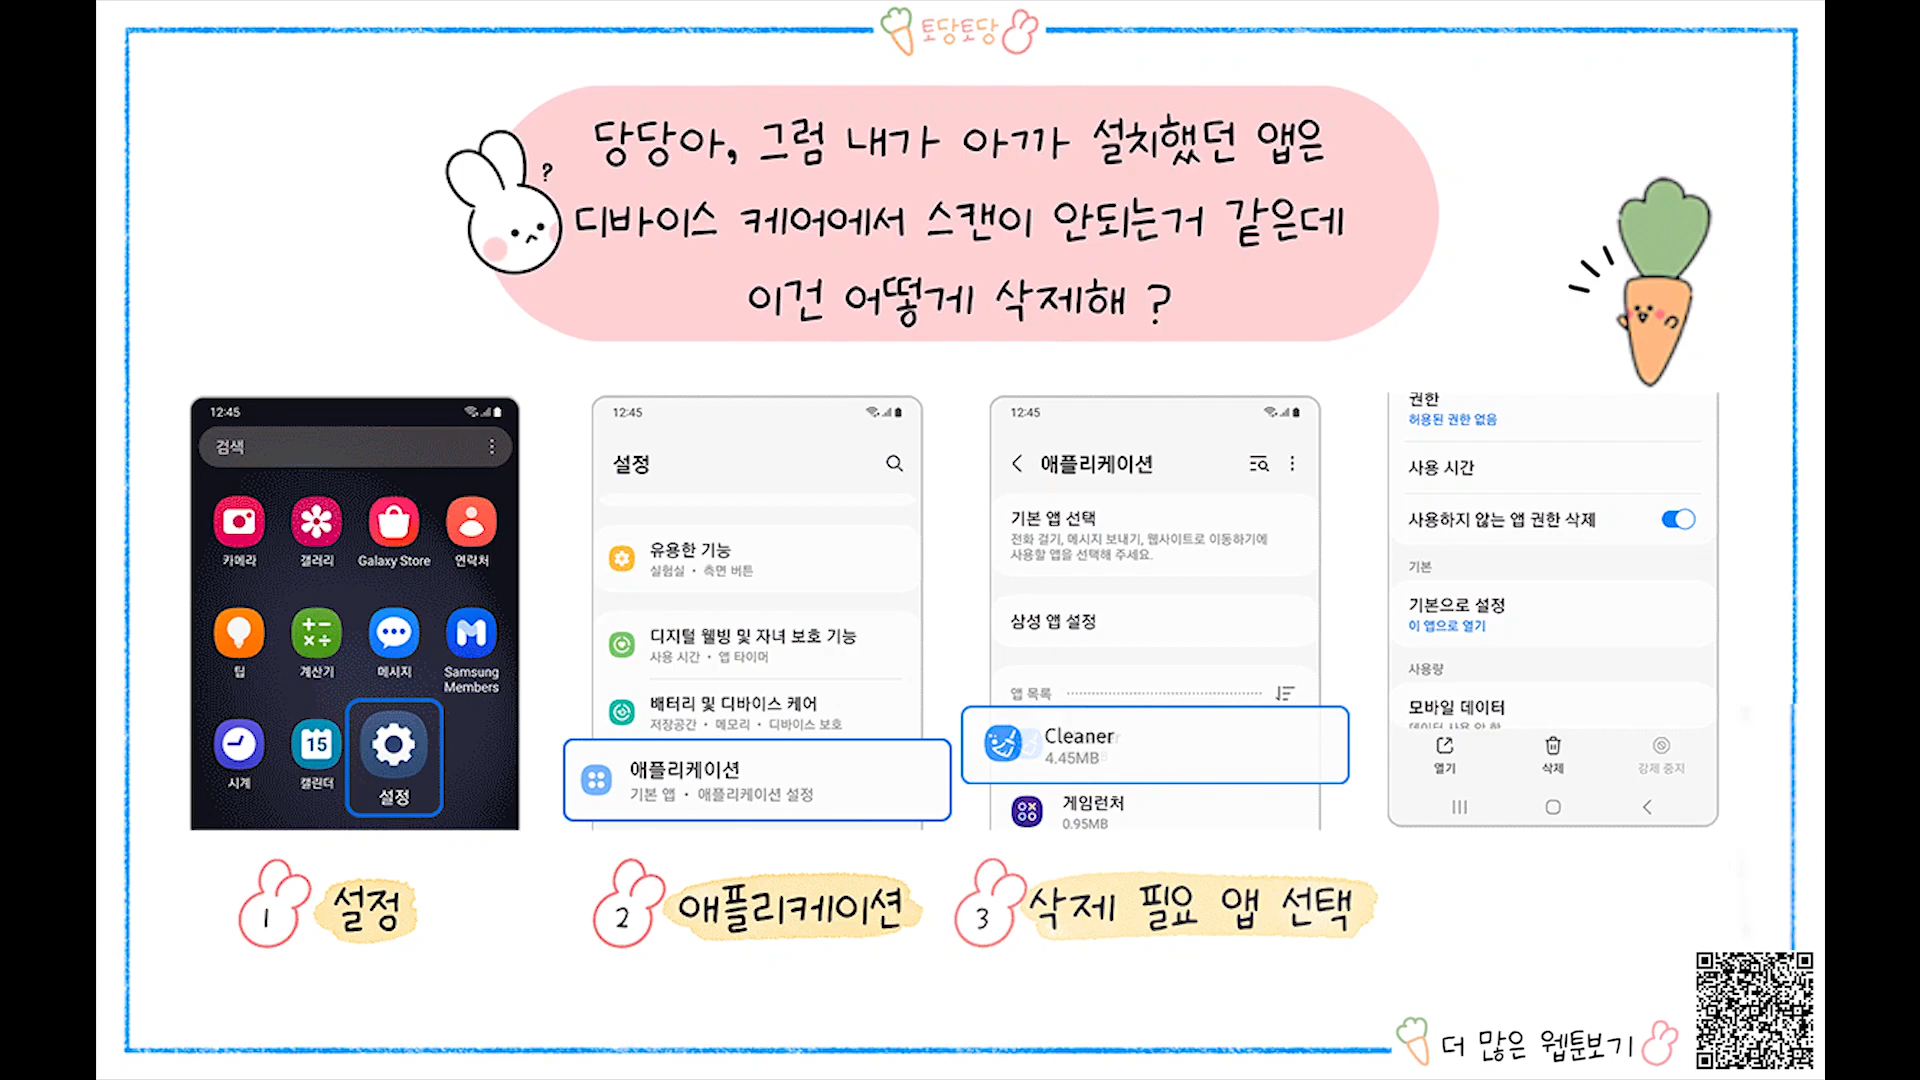 토당토당
당당아, 그럼 내가 아까 설치했던 앱은
?
디바이스 케어에서 스캔이 안되는거 같은데
이건 어떻게 삭제해 ?
12:45
검색
카메라
갤러리
Galaxy Store
연락처
팁
계산기
메시지
Samsung
Members
시계
15
캘린더
설정
12:45
설정
유용한 기능
실험실 • 측면 버튼
디지털 웰빙 및 자녀 보호 기능
사용 시간 • 앱 타이머
배터리 및 디바이스 케어
저장공간 • 메모리 • 디바이스 보호
애플리케이션
기본 앱 • 애플리케이션 설정
12:45
애플리케이션
기본 앱 선택
전화 걸기, 메시지 보내기, 웹사이트로 이동하기에
사용할 앱을 선택해 주세요.
삼성 앱 설정
앱 목록
Cleaner
4.45MB
게임런처
0.95MB
권한
허용된 권한 없음
사용 시간
사용하지 않는 앱 권한 삭제
기본
기본으로 설정
이 앱으로 열기
사용량
모바일 데이터
데이터 사용 안 함
열기
삭제
강제 중지
1 설정
2 애플리케이션
3 삭제 필요 앱 선택
더 많은 웹툰보기